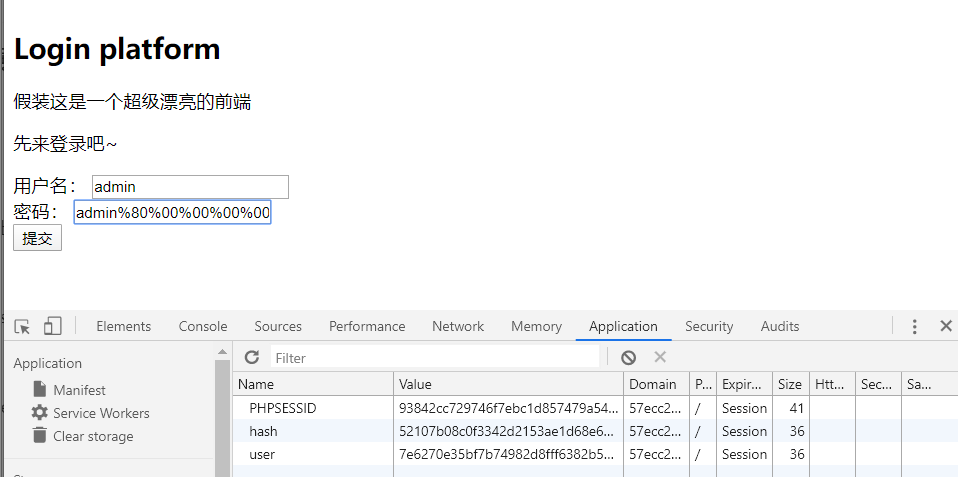 Login platform
假装这是一个超级漂亮的前端
先来登录吧~
用户名： admin
密码： admin%80%00%00%00%00
提交
Elements Console Sources Performance Network Memory Application Security Audits
Application
Filter
Manifest
Service Workers
Clear storage
Name Value Domain P... Expir... Size Htt... Sec... Sa...
PHPSESSID 93842cc729746f7ebc1d857479a54... 57ecc2... / Session 41
hash 52107b08c0f3342d2153ae1d68e6... 57ecc2... / Session 36
user 7e6270e35bf7b74982d8fff6382b5... 57ecc2... / Session 36